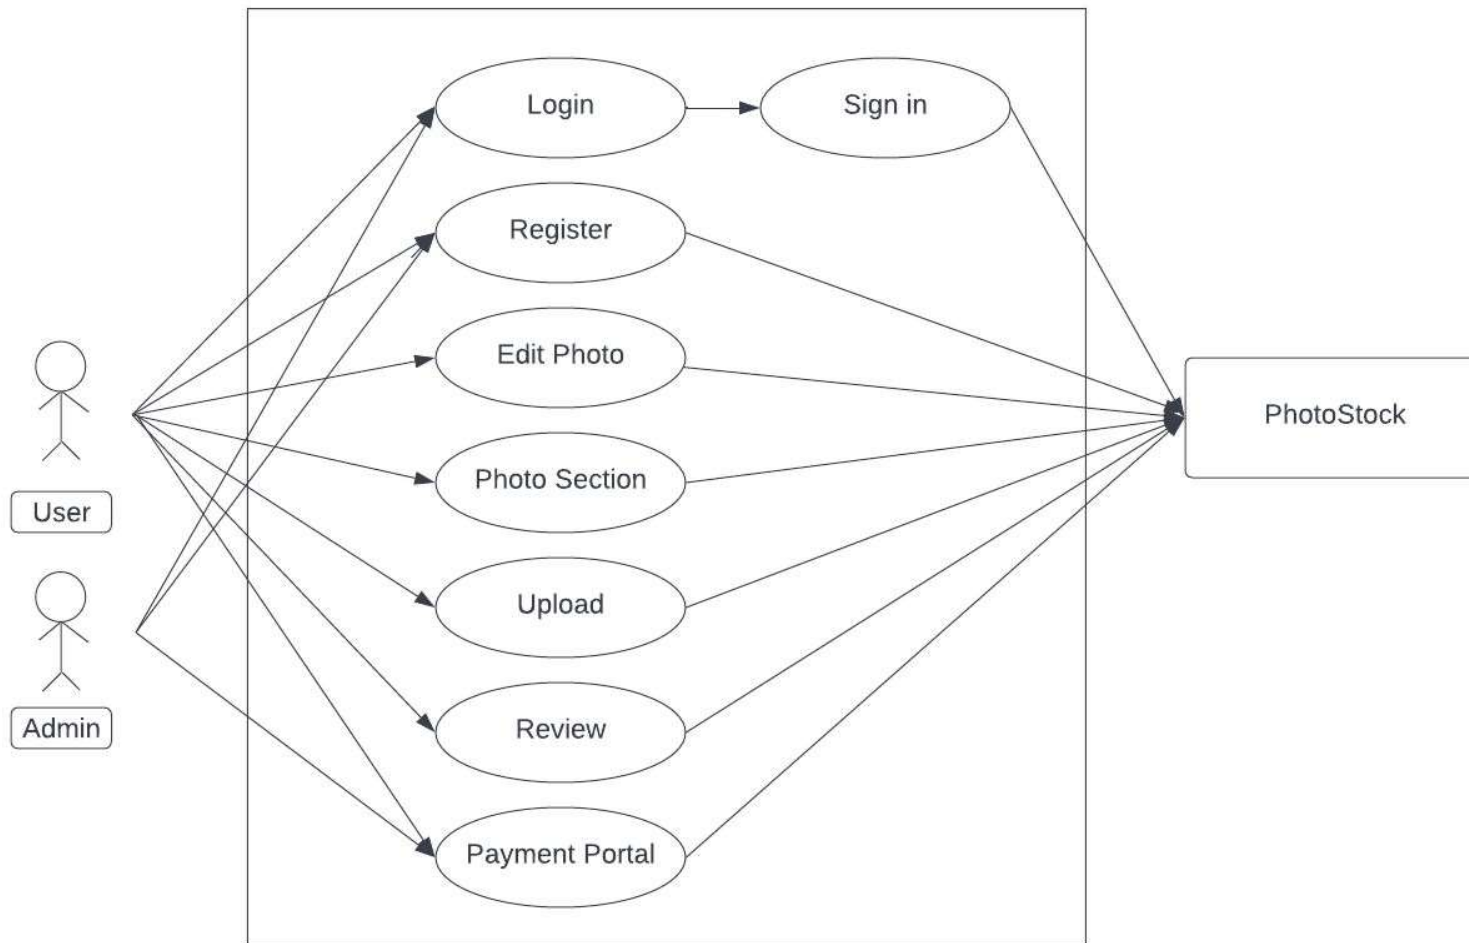 Login
Sign in
Register
Edit Photo
PhotoStock
Photo Section
User
Upload
Admin
Review
Payment Portal